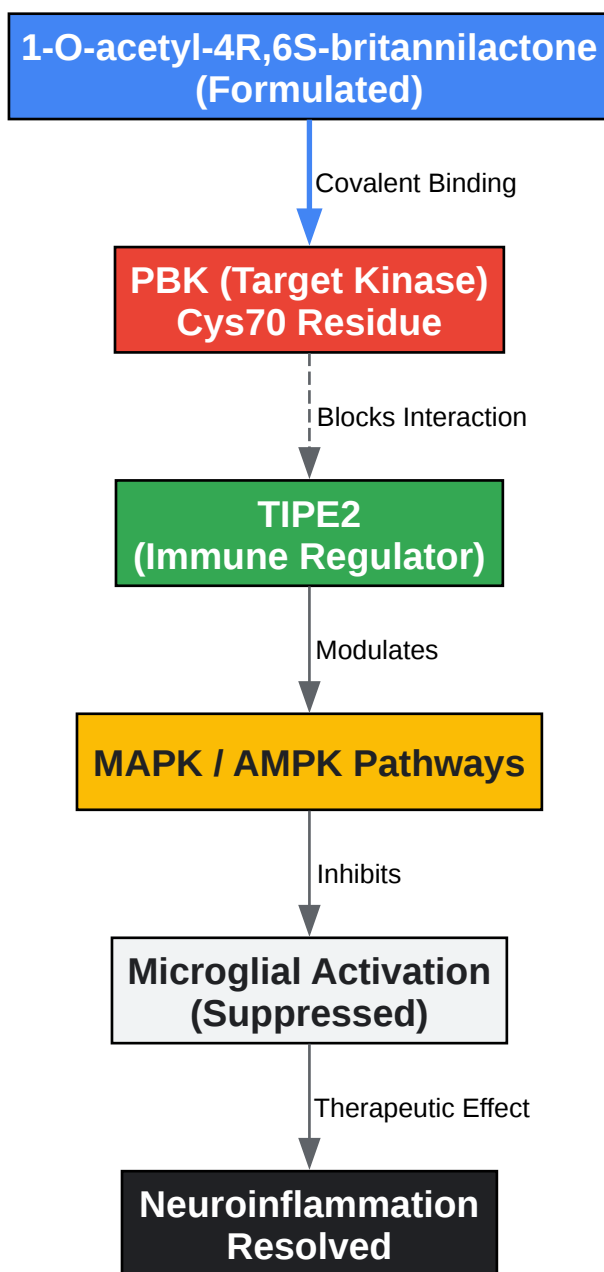 1-O-acetyl-4R,6S-britannilactone
(Formulated)
Covalent Binding
PBK (Target Kinase)
Cys70 Residue
Blocks Interaction
TIPE2
(Immune Regulator)
Modulates
MAPK / AMPK Pathways
Inhibits
Microglial Activation
(Suppressed)
Therapeutic Effect
Neuroinflammation
Resolved